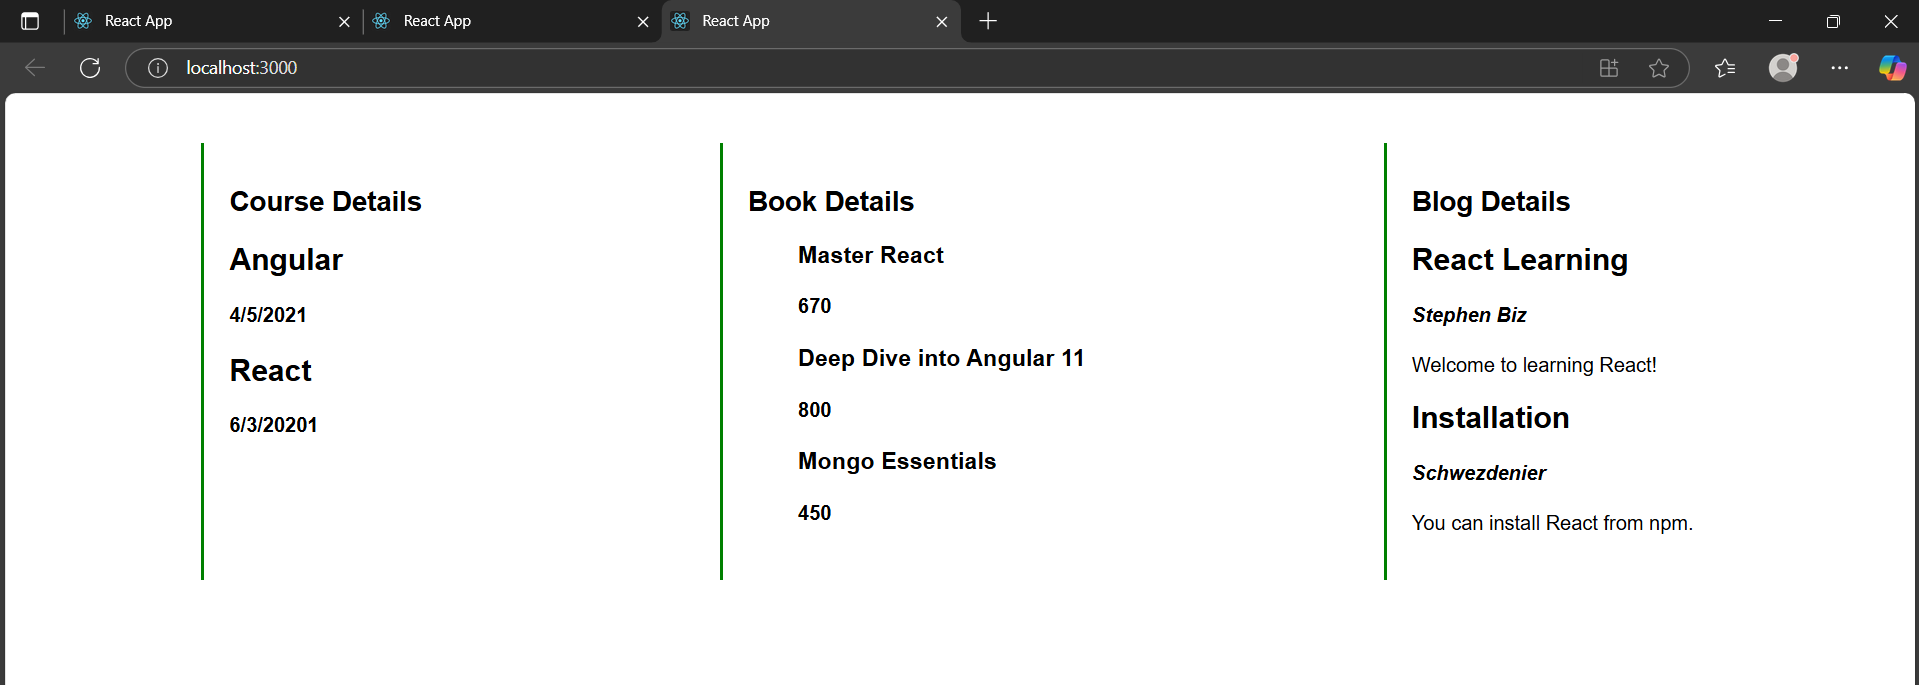 React App
React App
React App
localhost:3000
Course Details
Angular
4/5/2021
React
6/3/20201
Book Details
Master React
670
Deep Dive into Angular 11
800
Mongo Essentials
450
Blog Details
React Learning
Stephen Biz
Welcome to learning React!
Installation
Schwezdenier
You can install React from npm.